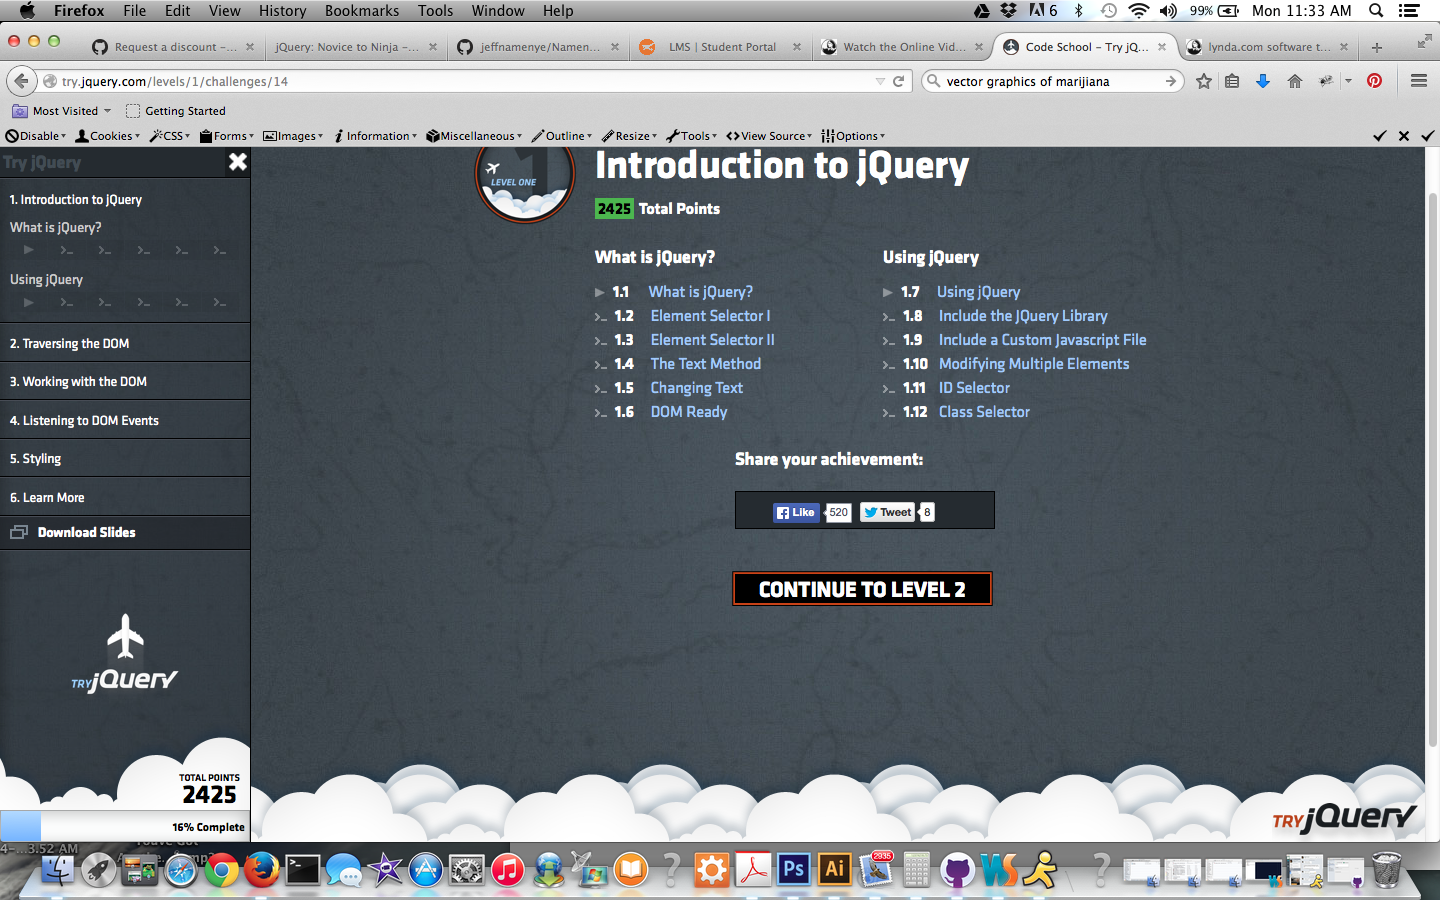 Firefox File Edit View History Bookmarks Tools Window Help 6 99% Mon 11:33 AM
Request a discount - ... jQuery: Novice to Ninja - ... jeffnamenye/Namen... LMS | Student Portal Watch the Online Vid... Code School - Try jQ... lynda.com software t...
try.jquery.com/levels/1/challenges/14 vector graphics of marijiana
Most Visited Getting Started
Disable Cookies CSS Forms Images Information Miscellaneous Outline Resize Tools View Source Options
Try jQuery
1. Introduction to jQuery
What is jQuery?
Using jQuery
2. Traversing the DOM
3. Working with the DOM
4. Listening to DOM Events
5. Styling
6. Learn More
Download Slides
TRY jQuery
TOTAL POINTS
2425
16% Complete
LEVEL ONE
Introduction to jQuery
2425 Total Points
What is jQuery?
1.1 What is jQuery?
1.2 Element Selector I
1.3 Element Selector II
1.4 The Text Method
1.5 Changing Text
1.6 DOM Ready
Using jQuery
1.7 Using jQuery
1.8 Include the JQuery Library
1.9 Include a Custom Javascript File
1.10 Modifying Multiple Elements
1.11 ID Selector
1.12 Class Selector
Share your achievement:
Like 520 Tweet 8
CONTINUE TO LEVEL 2
TRY jQuery
4-...3.52 AM
Ps Ai 2935 WS